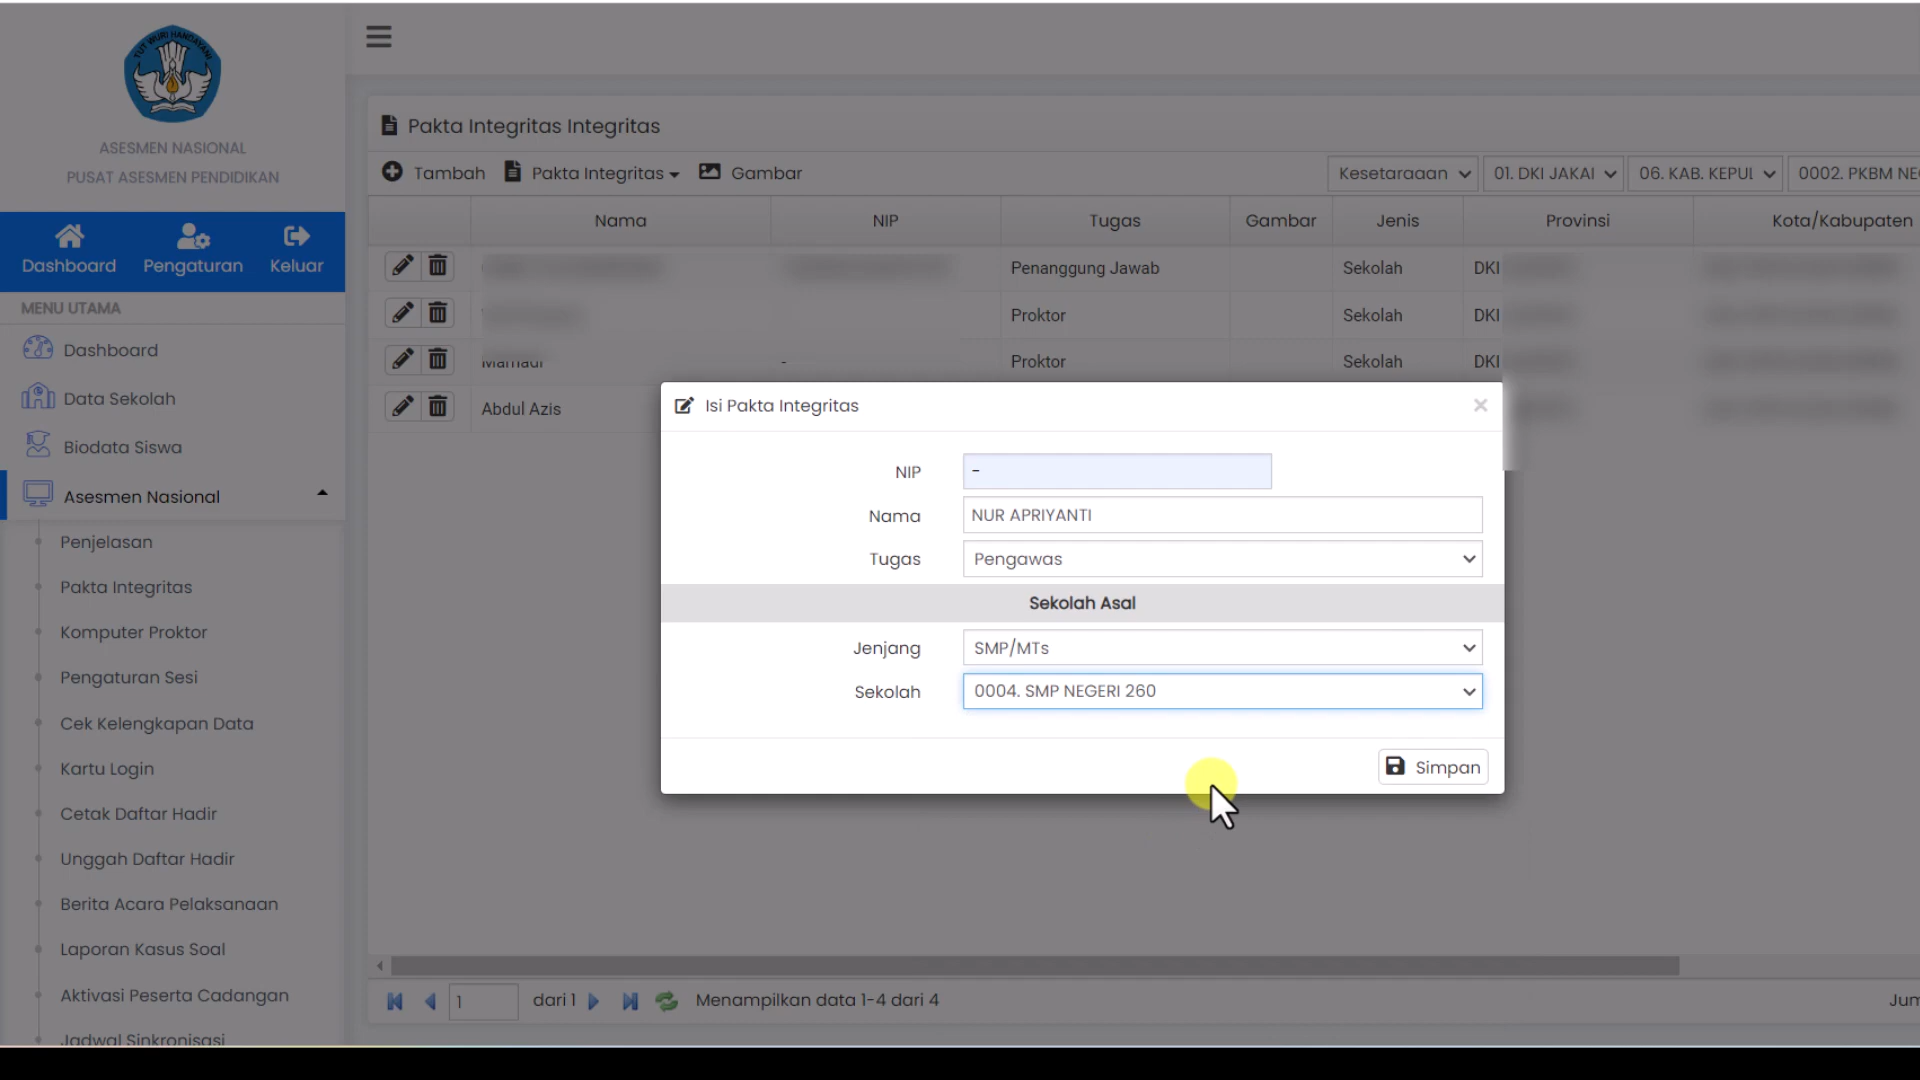 TUT WURI HANDAYANI
ASESMEN NASIONAL
PUSAT ASESMEN PENDIDIKAN
Dashboard Pengaturan Keluar
MENU UTAMA
Dashboard
Data Sekolah
Biodata Siswa
Asesmen Nasional
Penjelasan
Pakta Integritas
Komputer Proktor
Pengaturan Sesi
Cek Kelengkapan Data
Kartu Login
Cetak Daftar Hadir
Unggah Daftar Hadir
Berita Acara Pelaksanaan
Laporan Kasus Soal
Aktivasi Peserta Cadangan
Jadwal Sinkronisasi
Pakta Integritas Integritas
Tambah Pakta Integritas Gambar Kesetaraaan 01. DKI JAKAI 06. KAB. KEPUL 0002. PKBM NE
Nama NIP Tugas Gambar Jenis Provinsi Kota/Kabupaten
Penanggung Jawab Sekolah DKI
Proktor Sekolah DKI
- Proktor Sekolah DKI
Abdul Azis
Isi Pakta Integritas ×
NIP -
Nama NUR APRIYANTI
Tugas Pengawas
Sekolah Asal
Jenjang SMP/MTs
Sekolah 0004. SMP NEGERI 260
Simpan
1 dari 1 Menampilkan data 1-4 dari 4 Jum